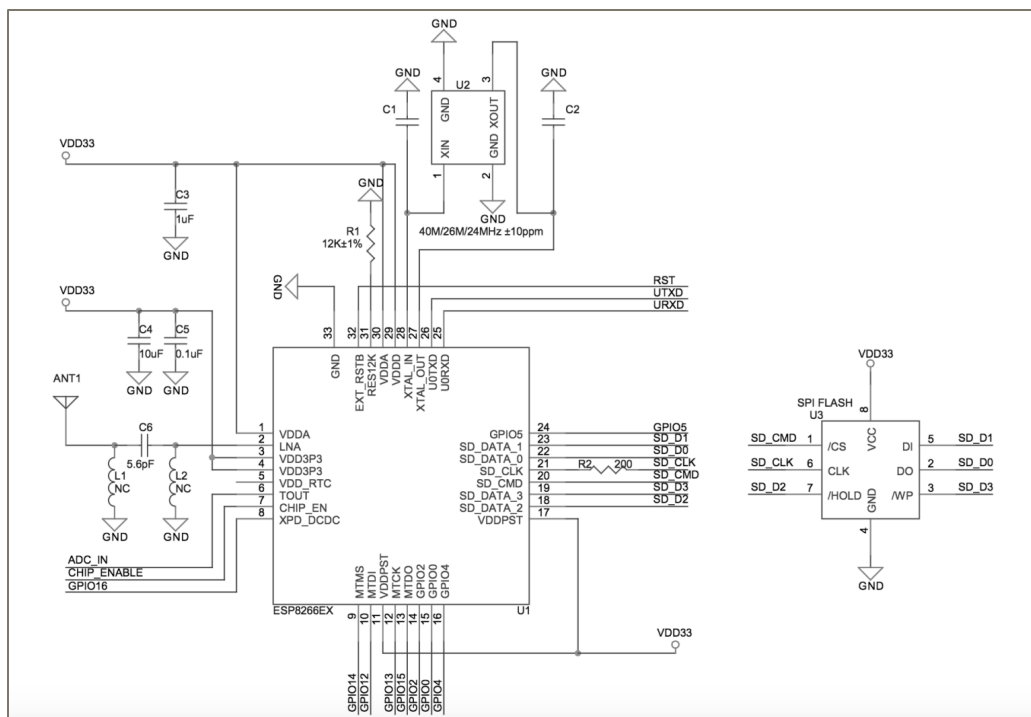 GND
GND
U2
3
GND
4
C1
C2
GND
XOUT
VDD33
XIN
GND
1
2
GND
C3
1uF
GND
GND
R1
12K±1%
40M/26M/24MHz ±10ppm
GND
RST
UTXD
URXD
VDD33
C4
10uF
C5
0.1uF
GND
GND
33
32
31
30
29
28
27
26
25
GND
EXT_RSTB
RES12K
VDDA
VDDD
XTAL_IN
XTAL_OUT
U0TXD
U0RXD
ANT1
C6
5.6pF
L1
NC
L2
NC
GND
GND
1 VDDA
2 LNA
3 VDD3P3
4 VDD3P3
5 VDD_RTC
6 TOUT
7 CHIP_EN
8 XPD_DCDC
ADC_IN
CHIP_ENABLE
GPIO16
GPIO5 24 GPIO5
SD_DATA_1 23 SD_D1
SD_DATA_0 22 SD_D0
SD_CLK 21 R2 200 SD_CLK
SD_CMD 20 SD_CMD
SD_DATA_3 19 SD_D3
SD_DATA_2 18 SD_D2
VDDPST 17
MTMS
MTDI
VDDPST
MTCK
MTDO
GPIO2
GPIO0
GPIO4
ESP8266EX
U1
9
10
11
12
13
14
15
16
GPIO14
GPIO12
GPIO13
GPIO15
GPIO2
GPIO0
GPIO4
VDD33
VDD33
SPI FLASH
U3
8
VCC
SD_CMD 1 /CS
DI 5 SD_D1
SD_CLK 6 CLK
DO 2 SD_D0
SD_D2 7 /HOLD
GND
/WP 3 SD_D3
4
GND